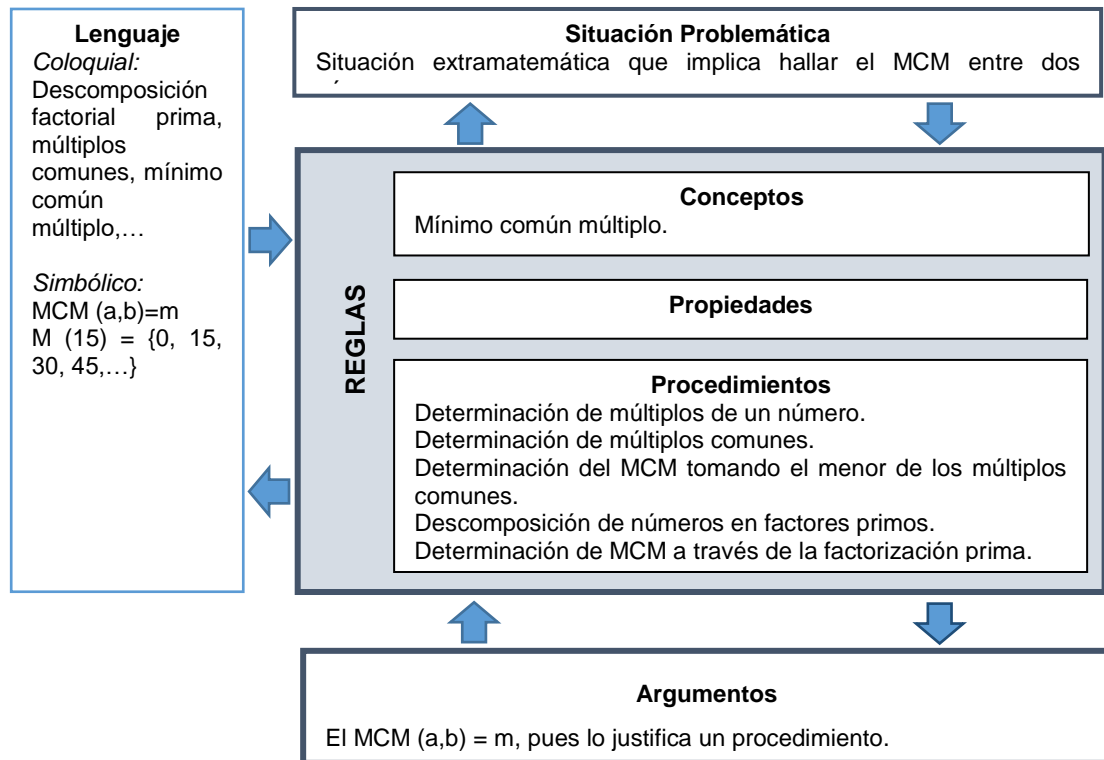 Lenguaje
Coloquial:
Descomposición
factorial prima,
múltiplos
comunes, mínimo
común
múltiplo,…
Simbólico:
MCM (a,b)=m
M (15) = {0, 15,
30, 45,…}
Situación Problemática
Situación extramatemática que implica hallar el MCM entre dos
REGLAS
Conceptos
Mínimo común múltiplo.
Propiedades
Procedimientos
Determinación de múltiplos de un número.
Determinación de múltiplos comunes.
Determinación del MCM tomando el menor de los múltiplos
comunes.
Descomposición de números en factores primos.
Determinación de MCM a través de la factorización prima.
Argumentos
El MCM (a,b) = m, pues lo justifica un procedimiento.